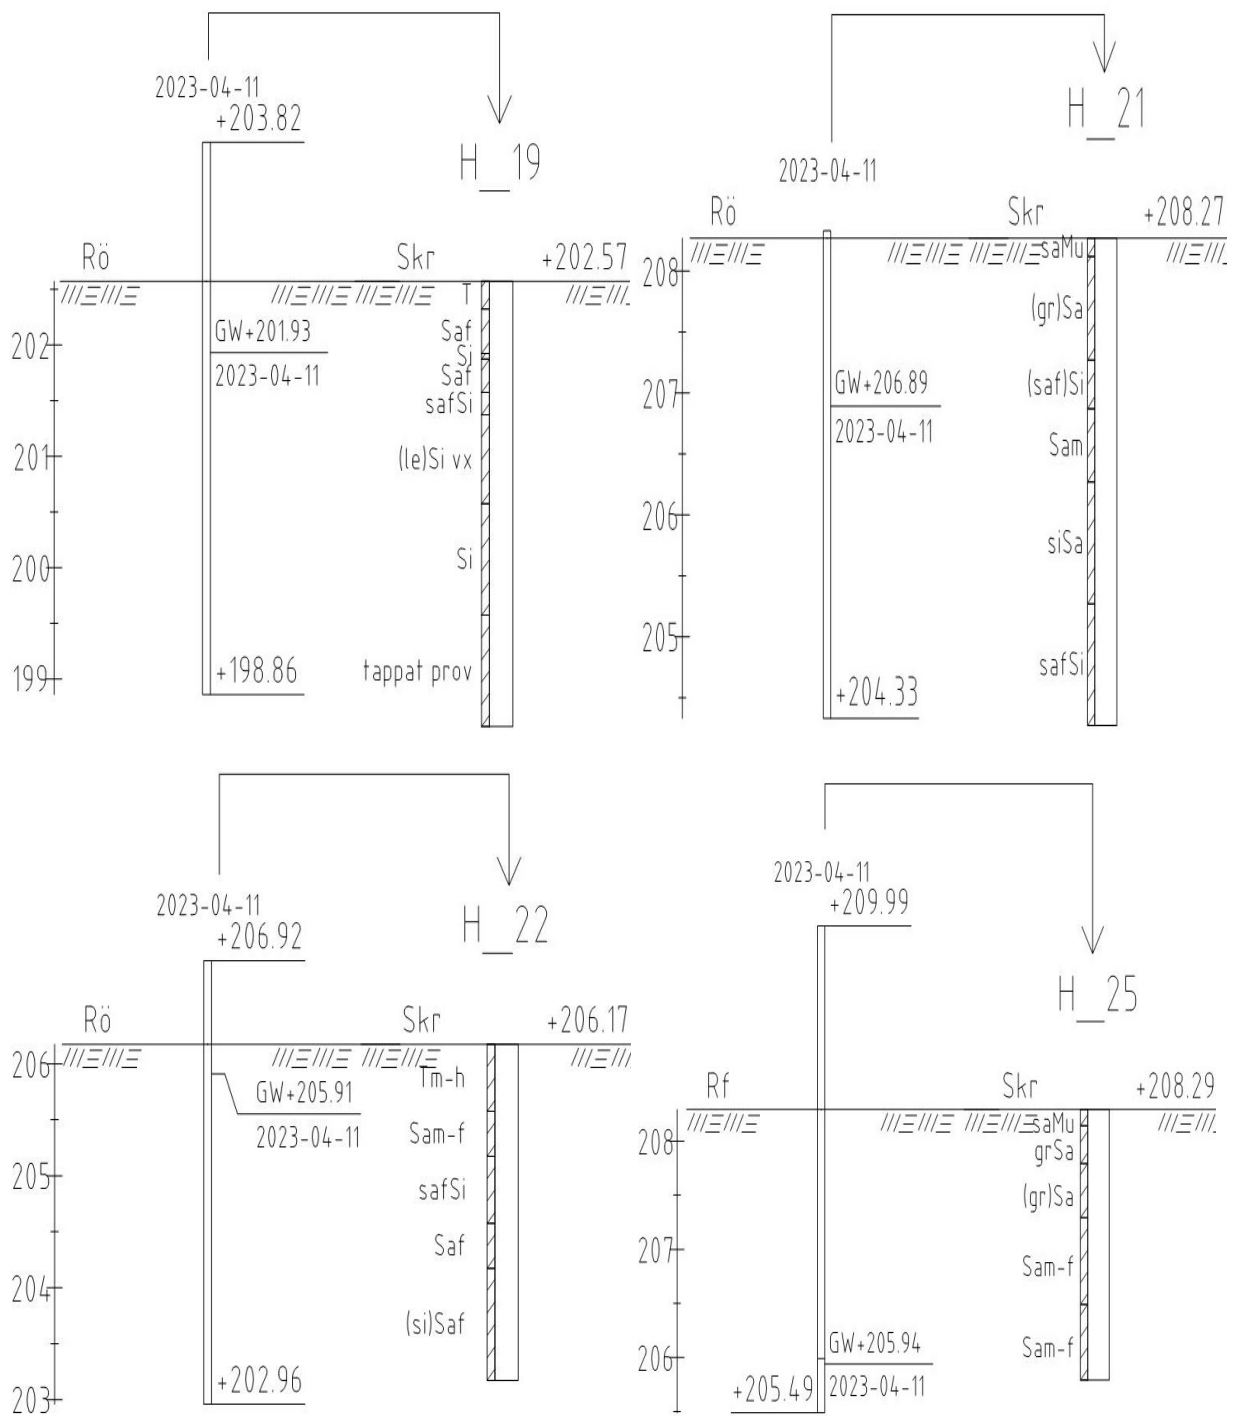 2023-04-11
+203.82
H__19
Rö
Skr
+202.57
T
Saf
Si
Saf
safSi
(le)Si vx
Si
tappat prov
GW+201.93
2023-04-11
+198.86
202
201
200
199
2023-04-11
H__21
Rö
Skr
+208.27
saMu
(gr)Sa
(saf)Si
Sam
siSa
safSi
GW+206.89
2023-04-11
+204.33
208
207
206
205
2023-04-11
+206.92
H__22
Rö
Skr
+206.17
Tm-h
Sam-f
safSi
Saf
(si)Saf
GW+205.91
2023-04-11
+202.96
206
205
204
203
2023-04-11
+209.99
H__25
Rf
Skr
+208.29
saMu
grSa
(gr)Sa
Sam-f
Sam-f
GW+205.94
2023-04-11
+205.49
208
207
206